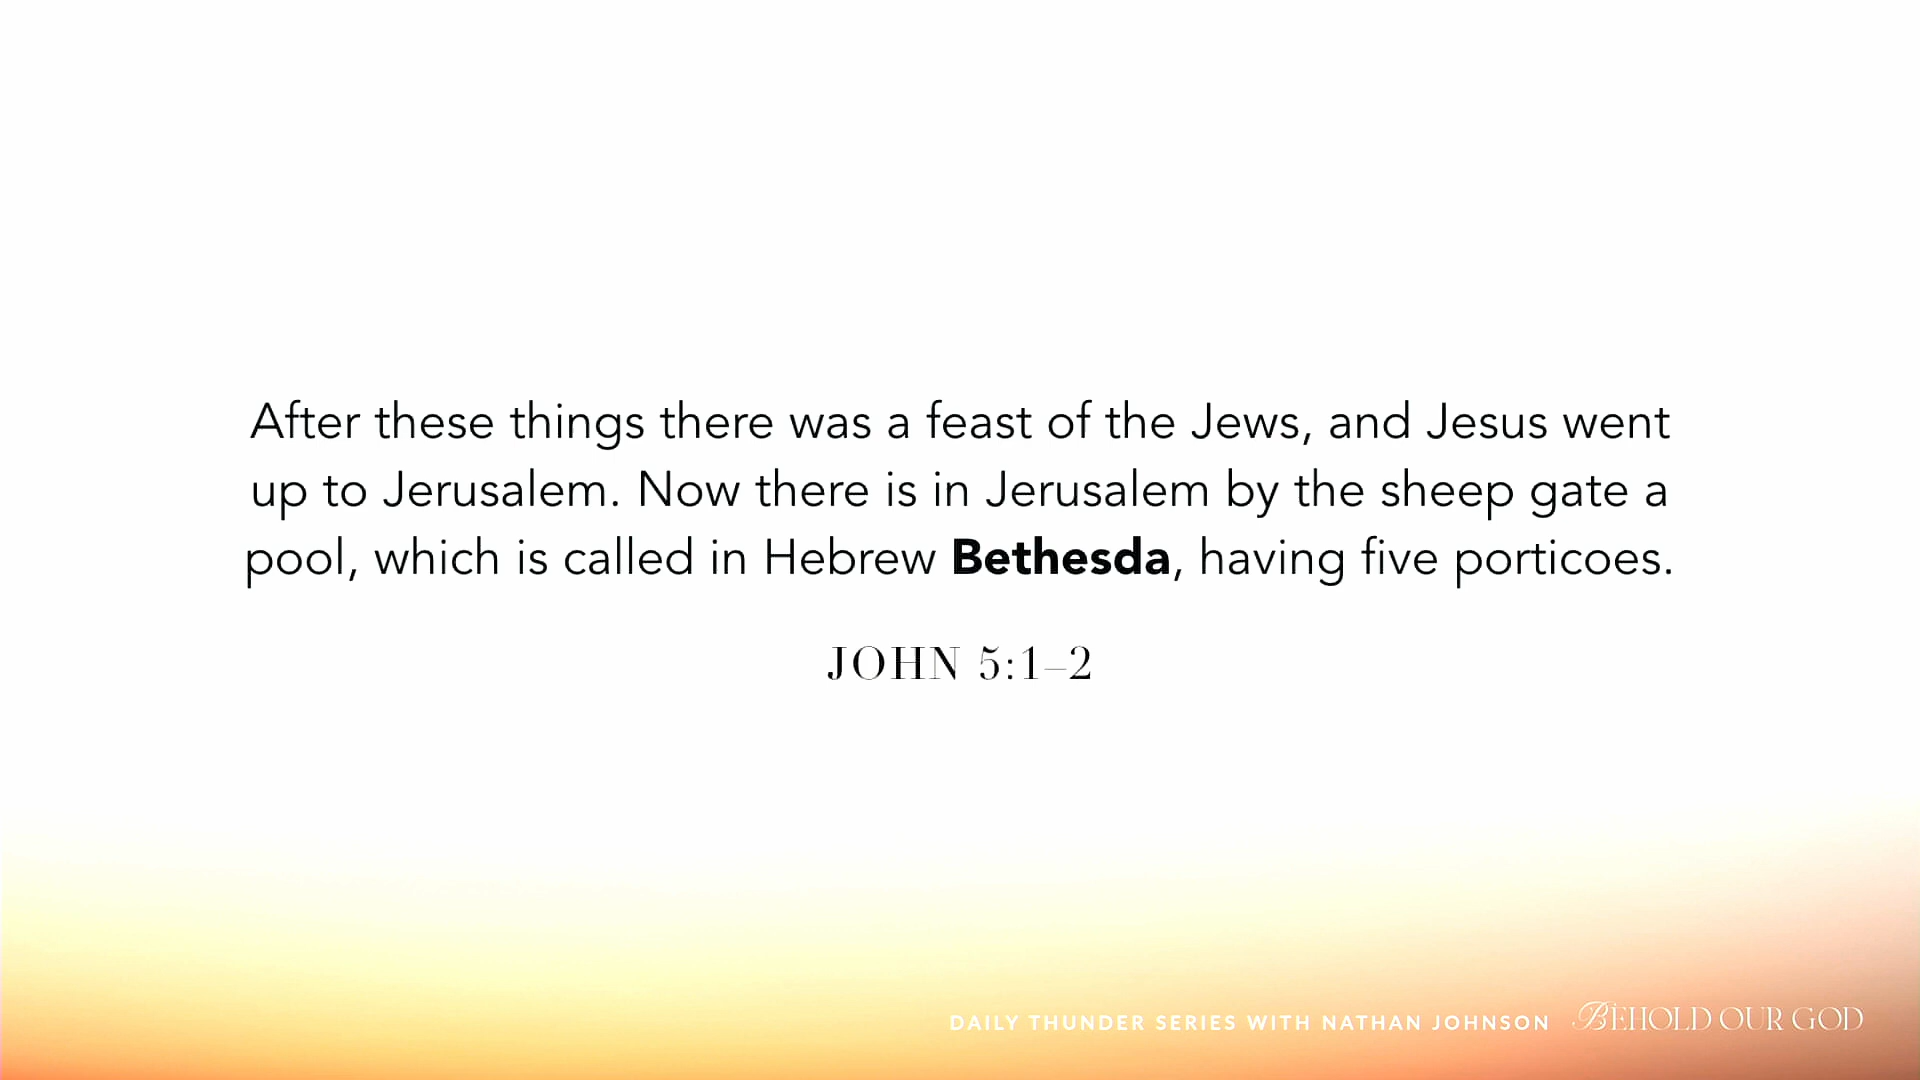 After these things there was a feast of the Jews, and Jesus went
up to Jerusalem. Now there is in Jerusalem by the sheep gate a
pool, which is called in Hebrew Bethesda, having five porticoes.
JOHN 5:1–2
DAILY THUNDER SERIES WITH NATHAN JOHNSON BEHOLD OUR GOD